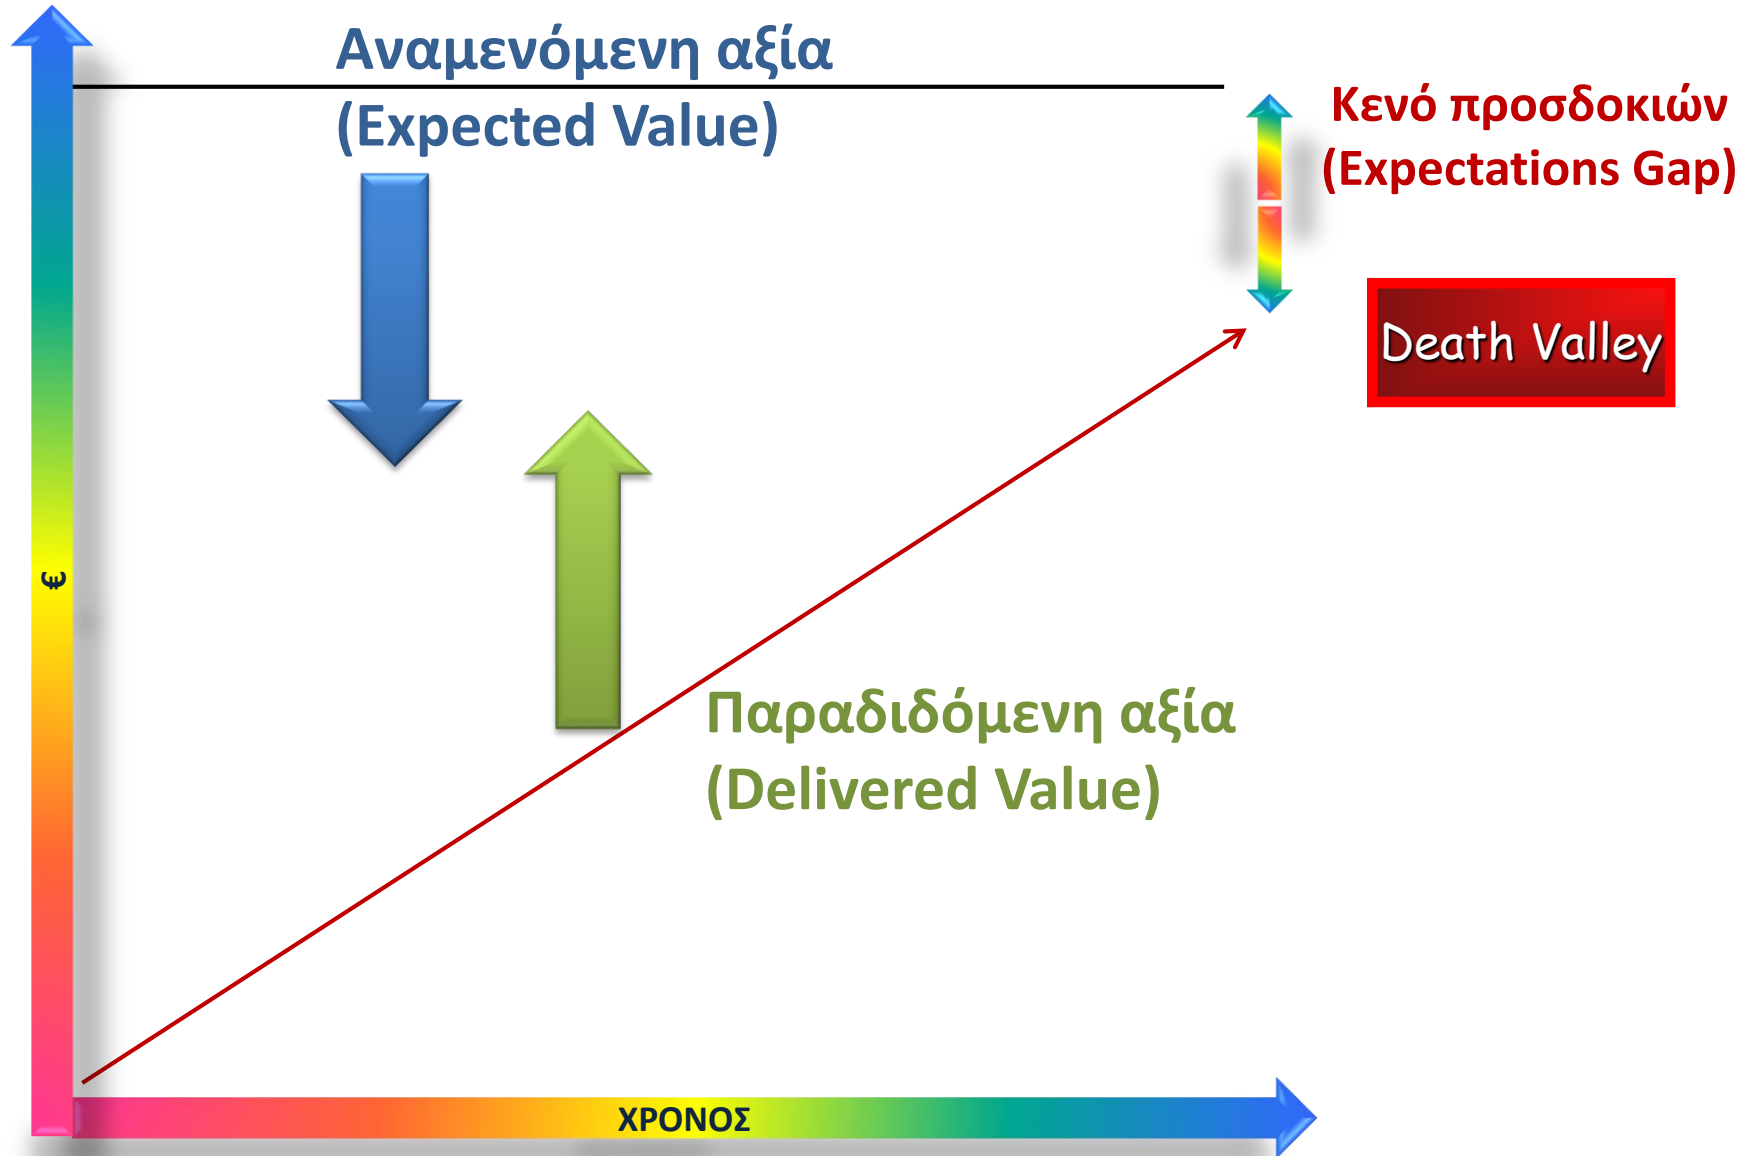 Αναμενόμενη αξία
(Expected Value)
Κενό προσδοκιών
(Expectations Gap)
Death Valley
€
Παραδιδόμενη αξία
(Delivered Value)
ΧΡΟΝΟΣ